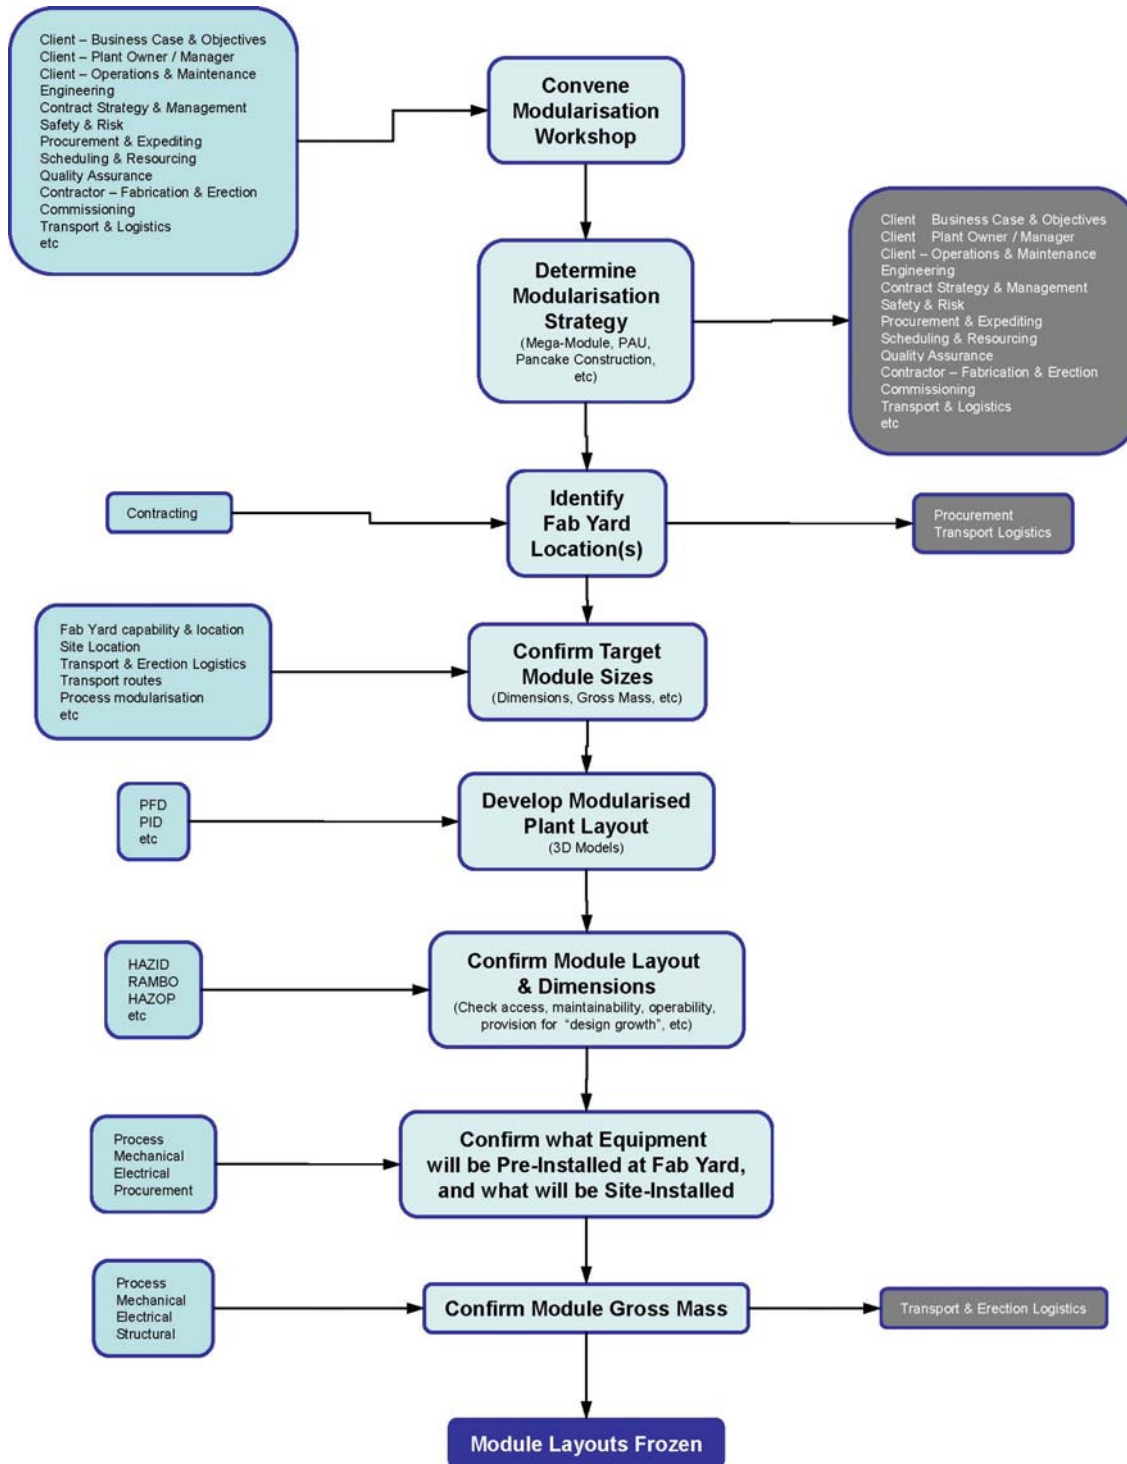 Client – Business Case & Objectives
Client – Plant Owner / Manager
Client – Operations & Maintenance
Engineering
Contract Strategy & Management
Safety & Risk
Procurement & Expediting
Scheduling & Resourcing
Quality Assurance
Contractor – Fabrication & Erection
Commissioning
Transport & Logistics
etc
Convene
Modularisation
Workshop
Determine
Modularisation
Strategy
(Mega-Module, PAU,
Pancake Construction,
etc)
Client Business Case & Objectives
Client Plant Owner / Manager
Client – Operations & Maintenance
Engineering
Contract Strategy & Management
Safety & Risk
Procurement & Expediting
Scheduling & Resourcing
Quality Assurance
Contractor – Fabrication & Erection
Commissioning
Transport & Logistics
etc
Contracting
Identify
Fab Yard
Location(s)
Procurement
Transport Logistics
Fab Yard capability & location
Site Location
Transport & Erection Logistics
Transport routes
Process modularisation
etc
Confirm Target
Module Sizes
(Dimensions, Gross Mass, etc)
PFD
PID
etc
Develop Modularised
Plant Layout
(3D Models)
HAZID
RAMBO
HAZOP
etc
Confirm Module Layout
& Dimensions
(Check access, maintainability, operability,
provision for “design growth”, etc)
Process
Mechanical
Electrical
Procurement
Confirm what Equipment
will be Pre-Installed at Fab Yard,
and what will be Site-Installed
Process
Mechanical
Electrical
Structural
Confirm Module Gross Mass
Transport & Erection Logistics
Module Layouts Frozen